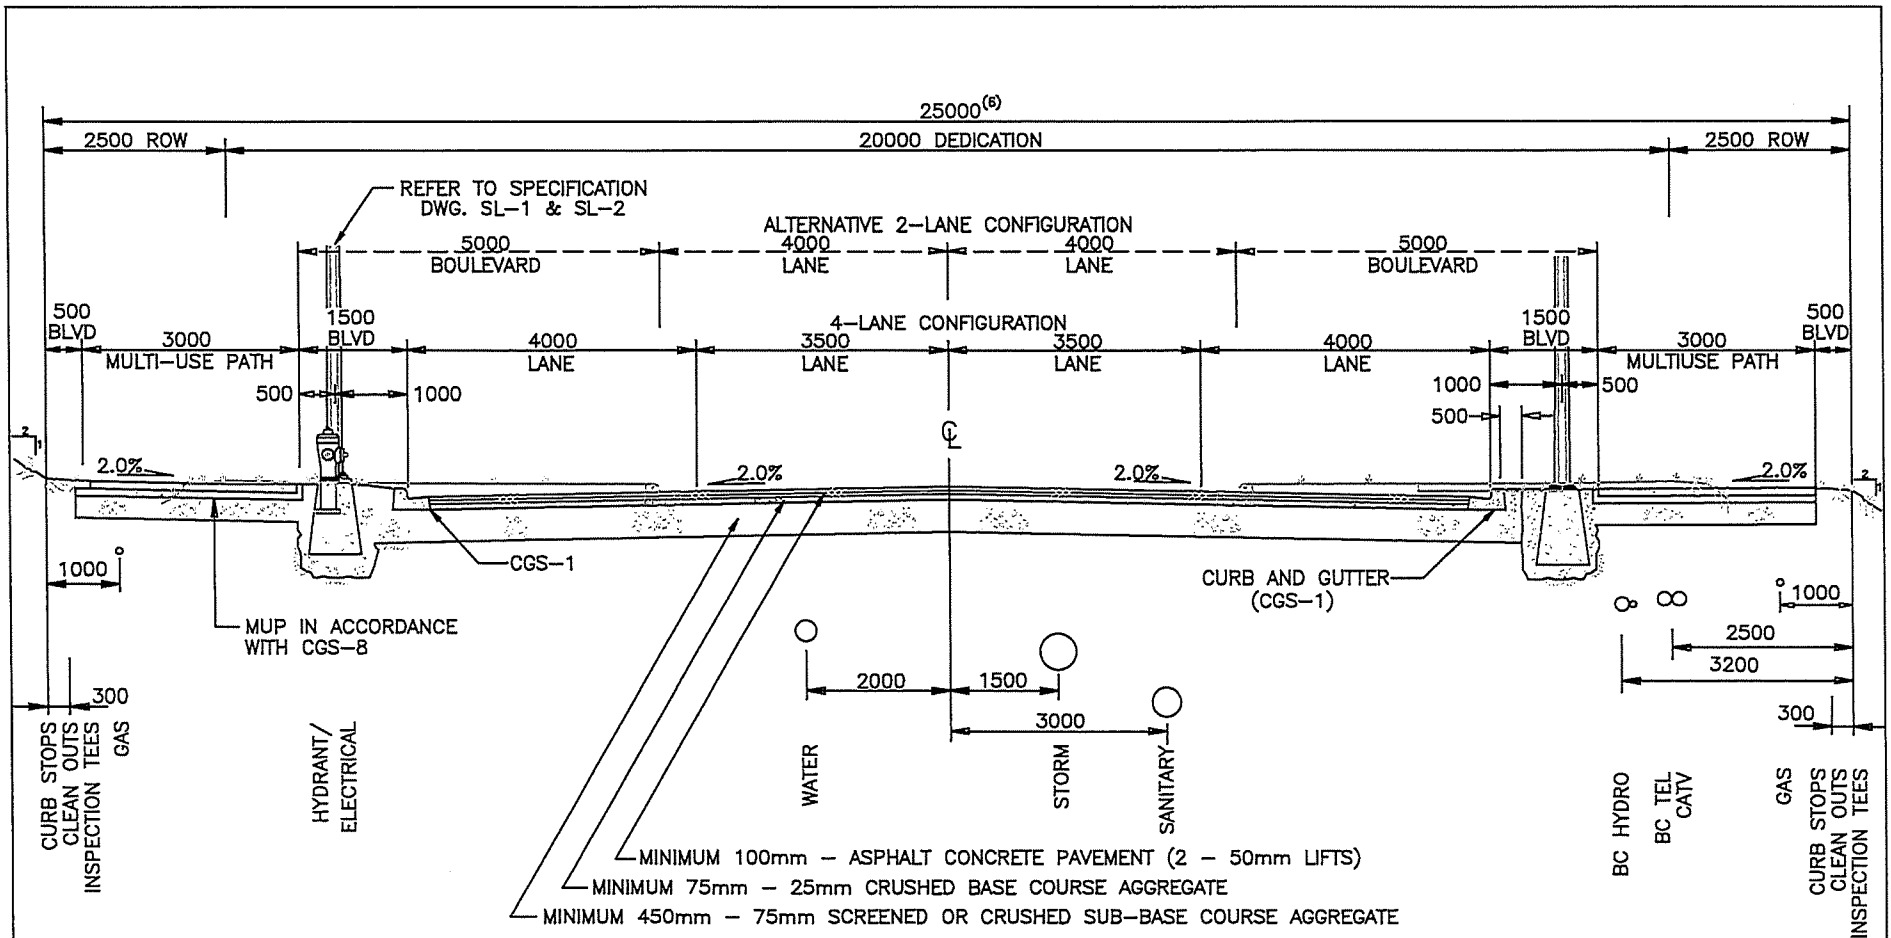 25000(6)
2500 ROW
20000 DEDICATION
2500 ROW
REFER TO SPECIFICATION
DWG. SL-1 & SL-2
ALTERNATIVE 2-LANE CONFIGURATION
5000
BOULEVARD
4000
LANE
4000
LANE
5000
BOULEVARD
4-LANE CONFIGURATION
500
BLVD
3000
MULTI-USE PATH
1500
BLVD
4000
LANE
3500
LANE
3500
LANE
4000
LANE
1500
BLVD
3000
MULTIUSE PATH
500
BLVD
500
1000
1000
500
500
2
1
2.0%
2.0%
2.0%
2.0%
2
1
CGS-1
1000
MUP IN ACCORDANCE
WITH CGS-8
CURB AND GUTTER
(CGS-1)
1000
2500
3200
2000
1500
3000
300
300
CURB STOPS
CLEAN OUTS
INSPECTION TEES
GAS
HYDRANT/
ELECTRICAL
WATER
STORM
SANITARY
BC HYDRO
BC TEL
CATV
GAS
CURB STOPS
CLEAN OUTS
INSPECTION TEES
MINIMUM 100mm - ASPHALT CONCRETE PAVEMENT (2 - 50mm LIFTS)
MINIMUM 75mm - 25mm CRUSHED BASE COURSE AGGREGATE
MINIMUM 450mm - 75mm SCREENED OR CRUSHED SUB-BASE COURSE AGGREGATE